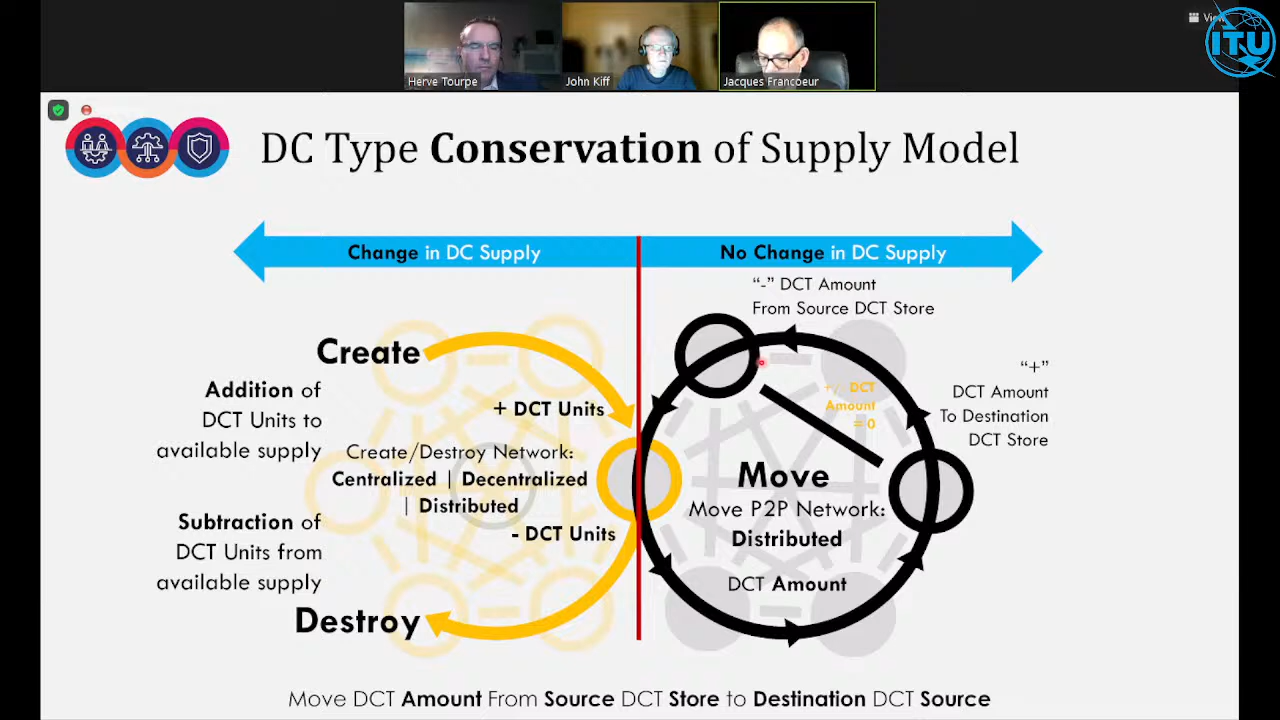 Herve Tourpe
John Kiff
Jacques Francoeur
ITU
DC Type Conservation of Supply Model
Change in DC Supply
No Change in DC Supply
“-” DCT Amount
From Source DCT Store
Create
Addition of
DCT Units to
available supply
+ DCT Units
Create/Destroy Network:
Centralized | Decentralized
| Distributed
- DCT Units
Subtraction of
DCT Units from
available supply
Destroy
+/- DCT
Amount
= 0
“+”
DCT Amount
To Destination
DCT Store
Move
Move P2P Network:
Distributed
DCT Amount
Move DCT Amount From Source DCT Store to Destination DCT Source